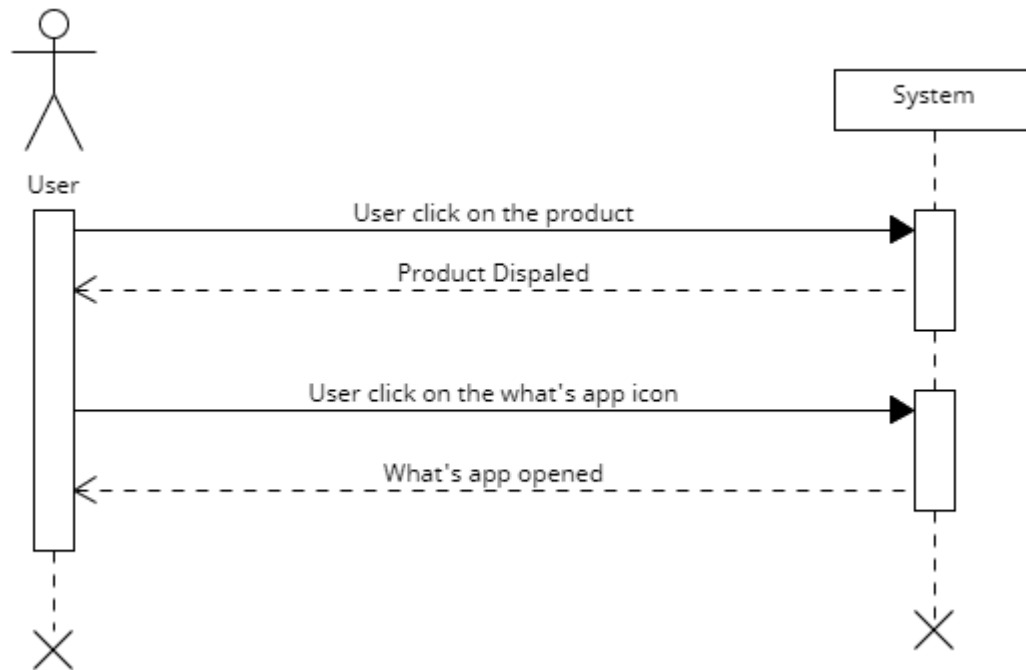 System
User
User click on the product
Product Dispaled
User click on the what's app icon
What's app opened